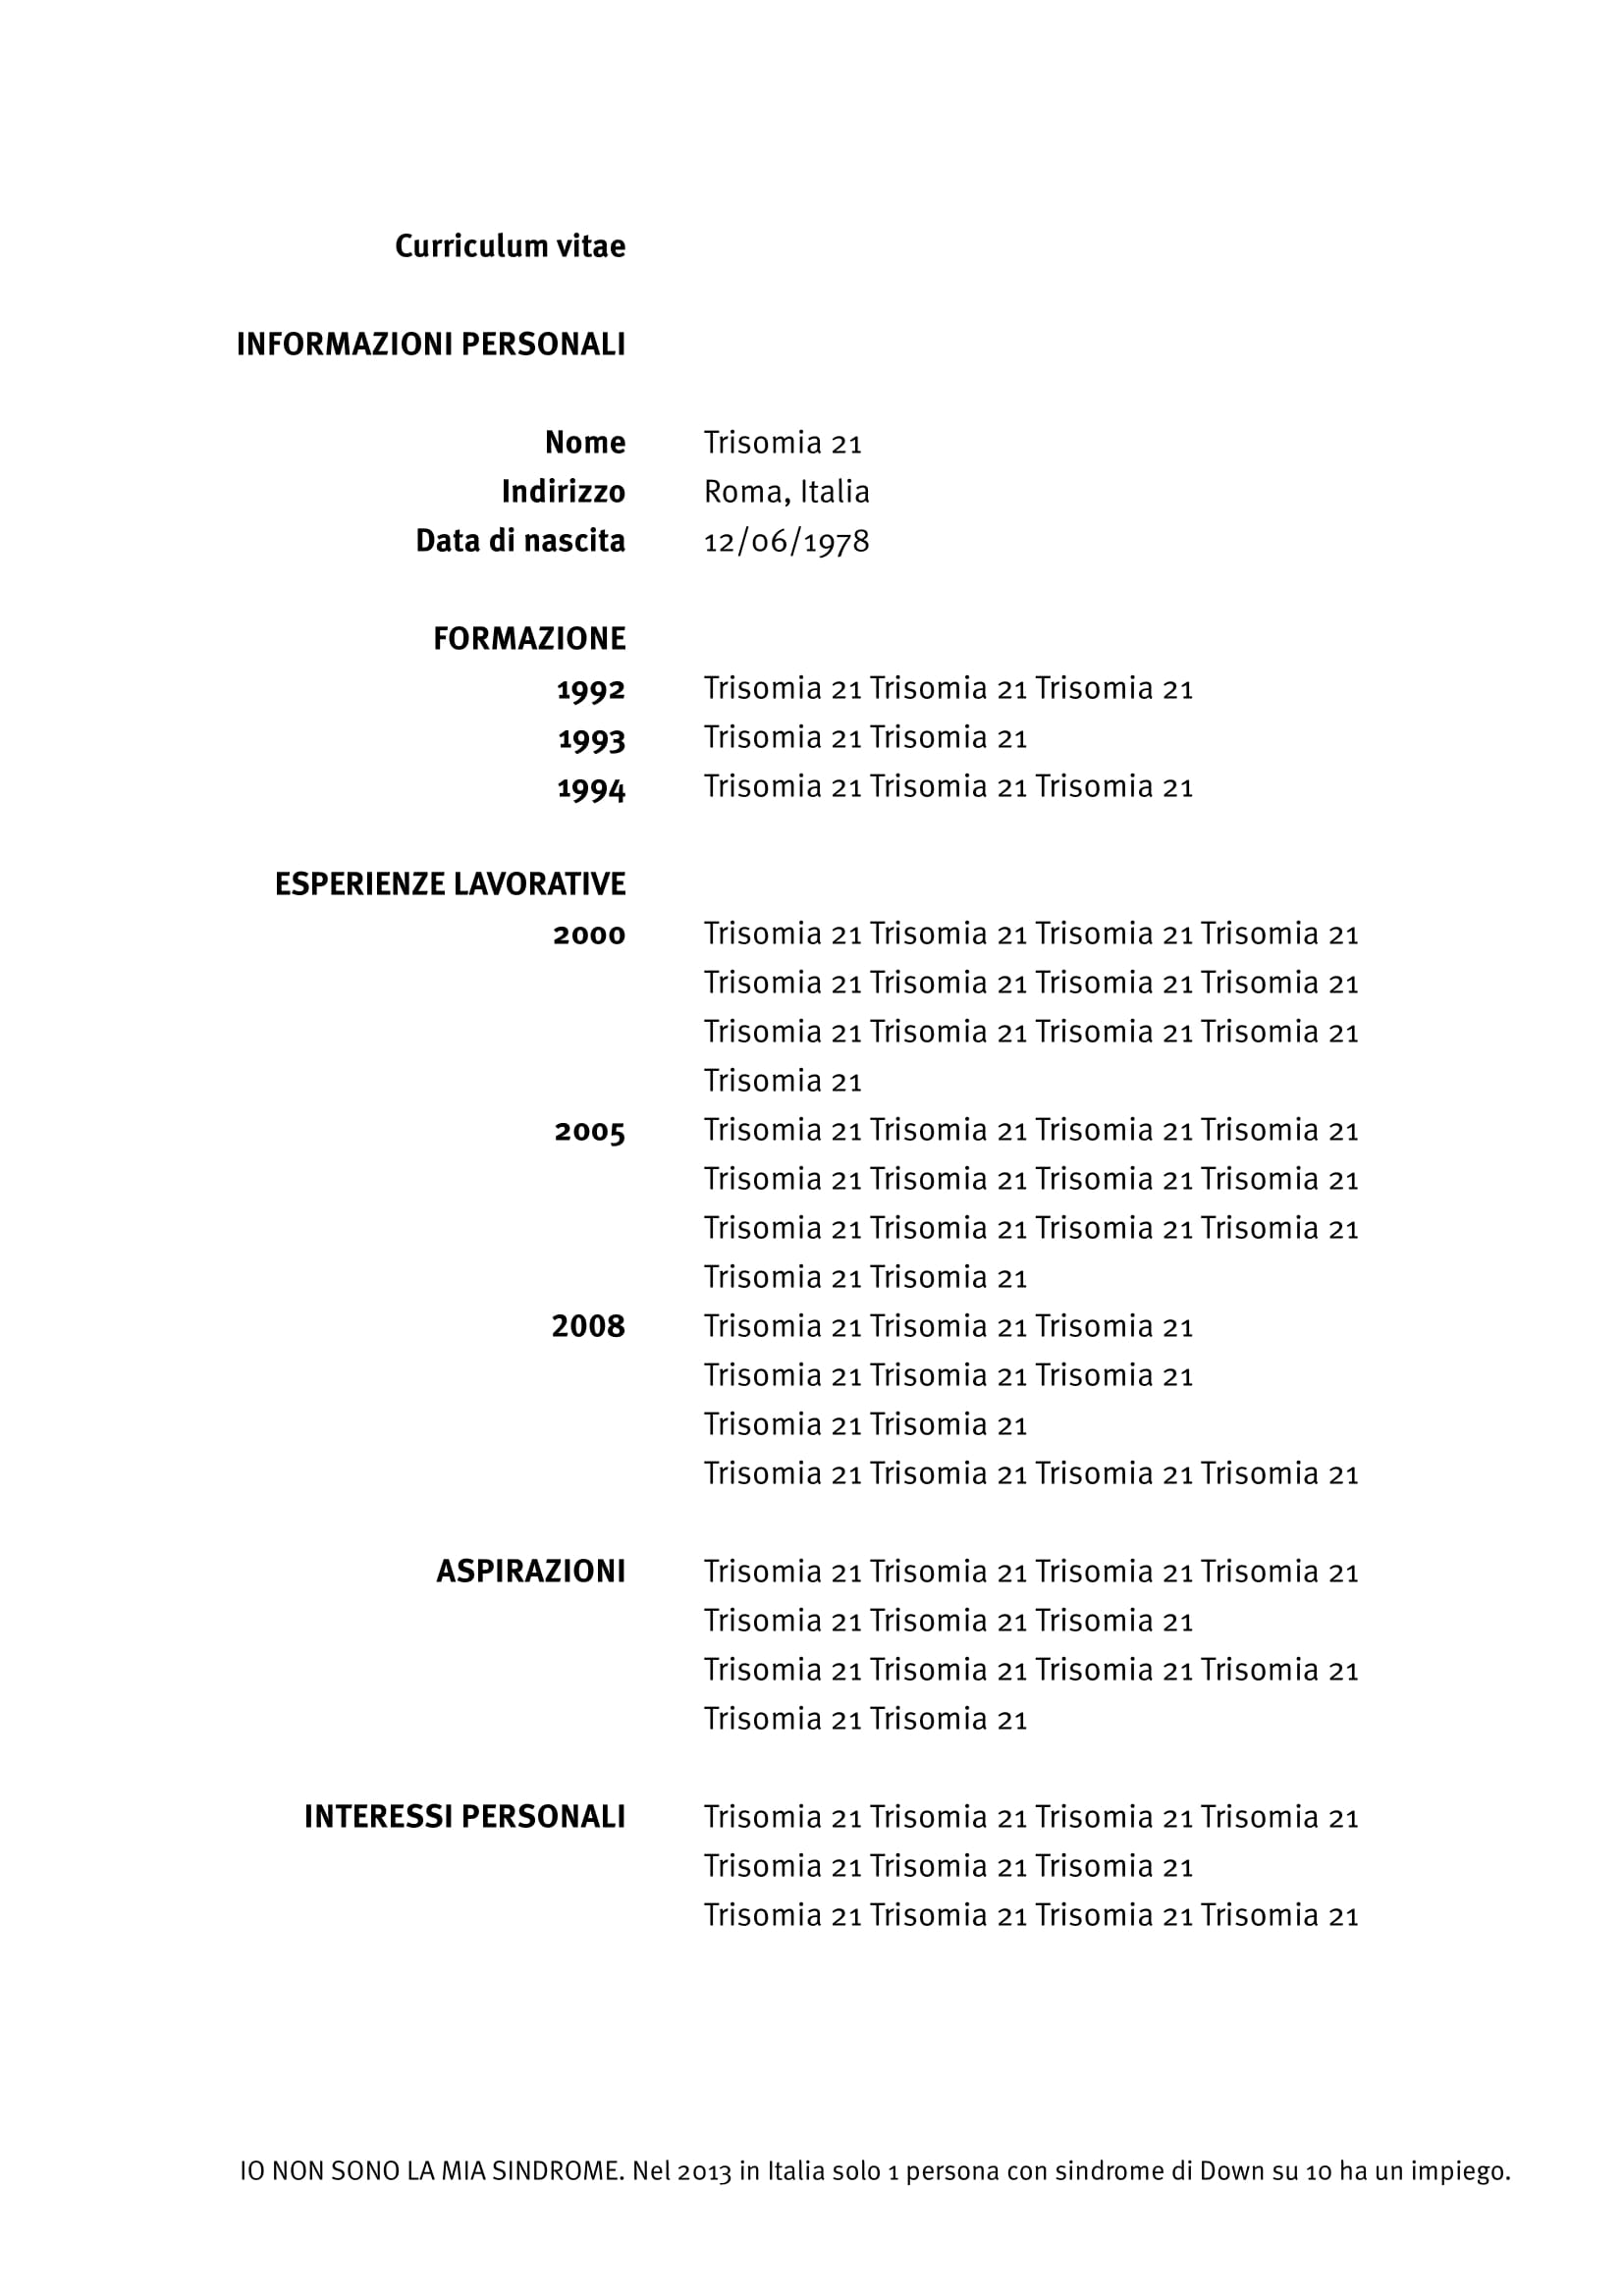 Curriculum vitae
INFORMAZIONI PERSONALI
Nome Trisomia 21
Indirizzo Roma, Italia
Data di nascita 12/06/1978
FORMAZIONE
1992 Trisomia 21 Trisomia 21 Trisomia 21
1993 Trisomia 21 Trisomia 21
1994 Trisomia 21 Trisomia 21 Trisomia 21
ESPERIENZE LAVORATIVE
2000 Trisomia 21 Trisomia 21 Trisomia 21 Trisomia 21
Trisomia 21 Trisomia 21 Trisomia 21 Trisomia 21
Trisomia 21 Trisomia 21 Trisomia 21 Trisomia 21
Trisomia 21
2005 Trisomia 21 Trisomia 21 Trisomia 21 Trisomia 21
Trisomia 21 Trisomia 21 Trisomia 21 Trisomia 21
Trisomia 21 Trisomia 21 Trisomia 21 Trisomia 21
Trisomia 21 Trisomia 21
2008 Trisomia 21 Trisomia 21 Trisomia 21
Trisomia 21 Trisomia 21 Trisomia 21
Trisomia 21 Trisomia 21
Trisomia 21 Trisomia 21 Trisomia 21 Trisomia 21
ASPIRAZIONI Trisomia 21 Trisomia 21 Trisomia 21 Trisomia 21
Trisomia 21 Trisomia 21 Trisomia 21
Trisomia 21 Trisomia 21 Trisomia 21 Trisomia 21
Trisomia 21 Trisomia 21
INTERESSI PERSONALI Trisomia 21 Trisomia 21 Trisomia 21 Trisomia 21
Trisomia 21 Trisomia 21 Trisomia 21
Trisomia 21 Trisomia 21 Trisomia 21 Trisomia 21
IO NON SONO LA MIA SINDROME. Nel 2013 in Italia solo 1 persona con sindrome di Down su 10 ha un impiego.